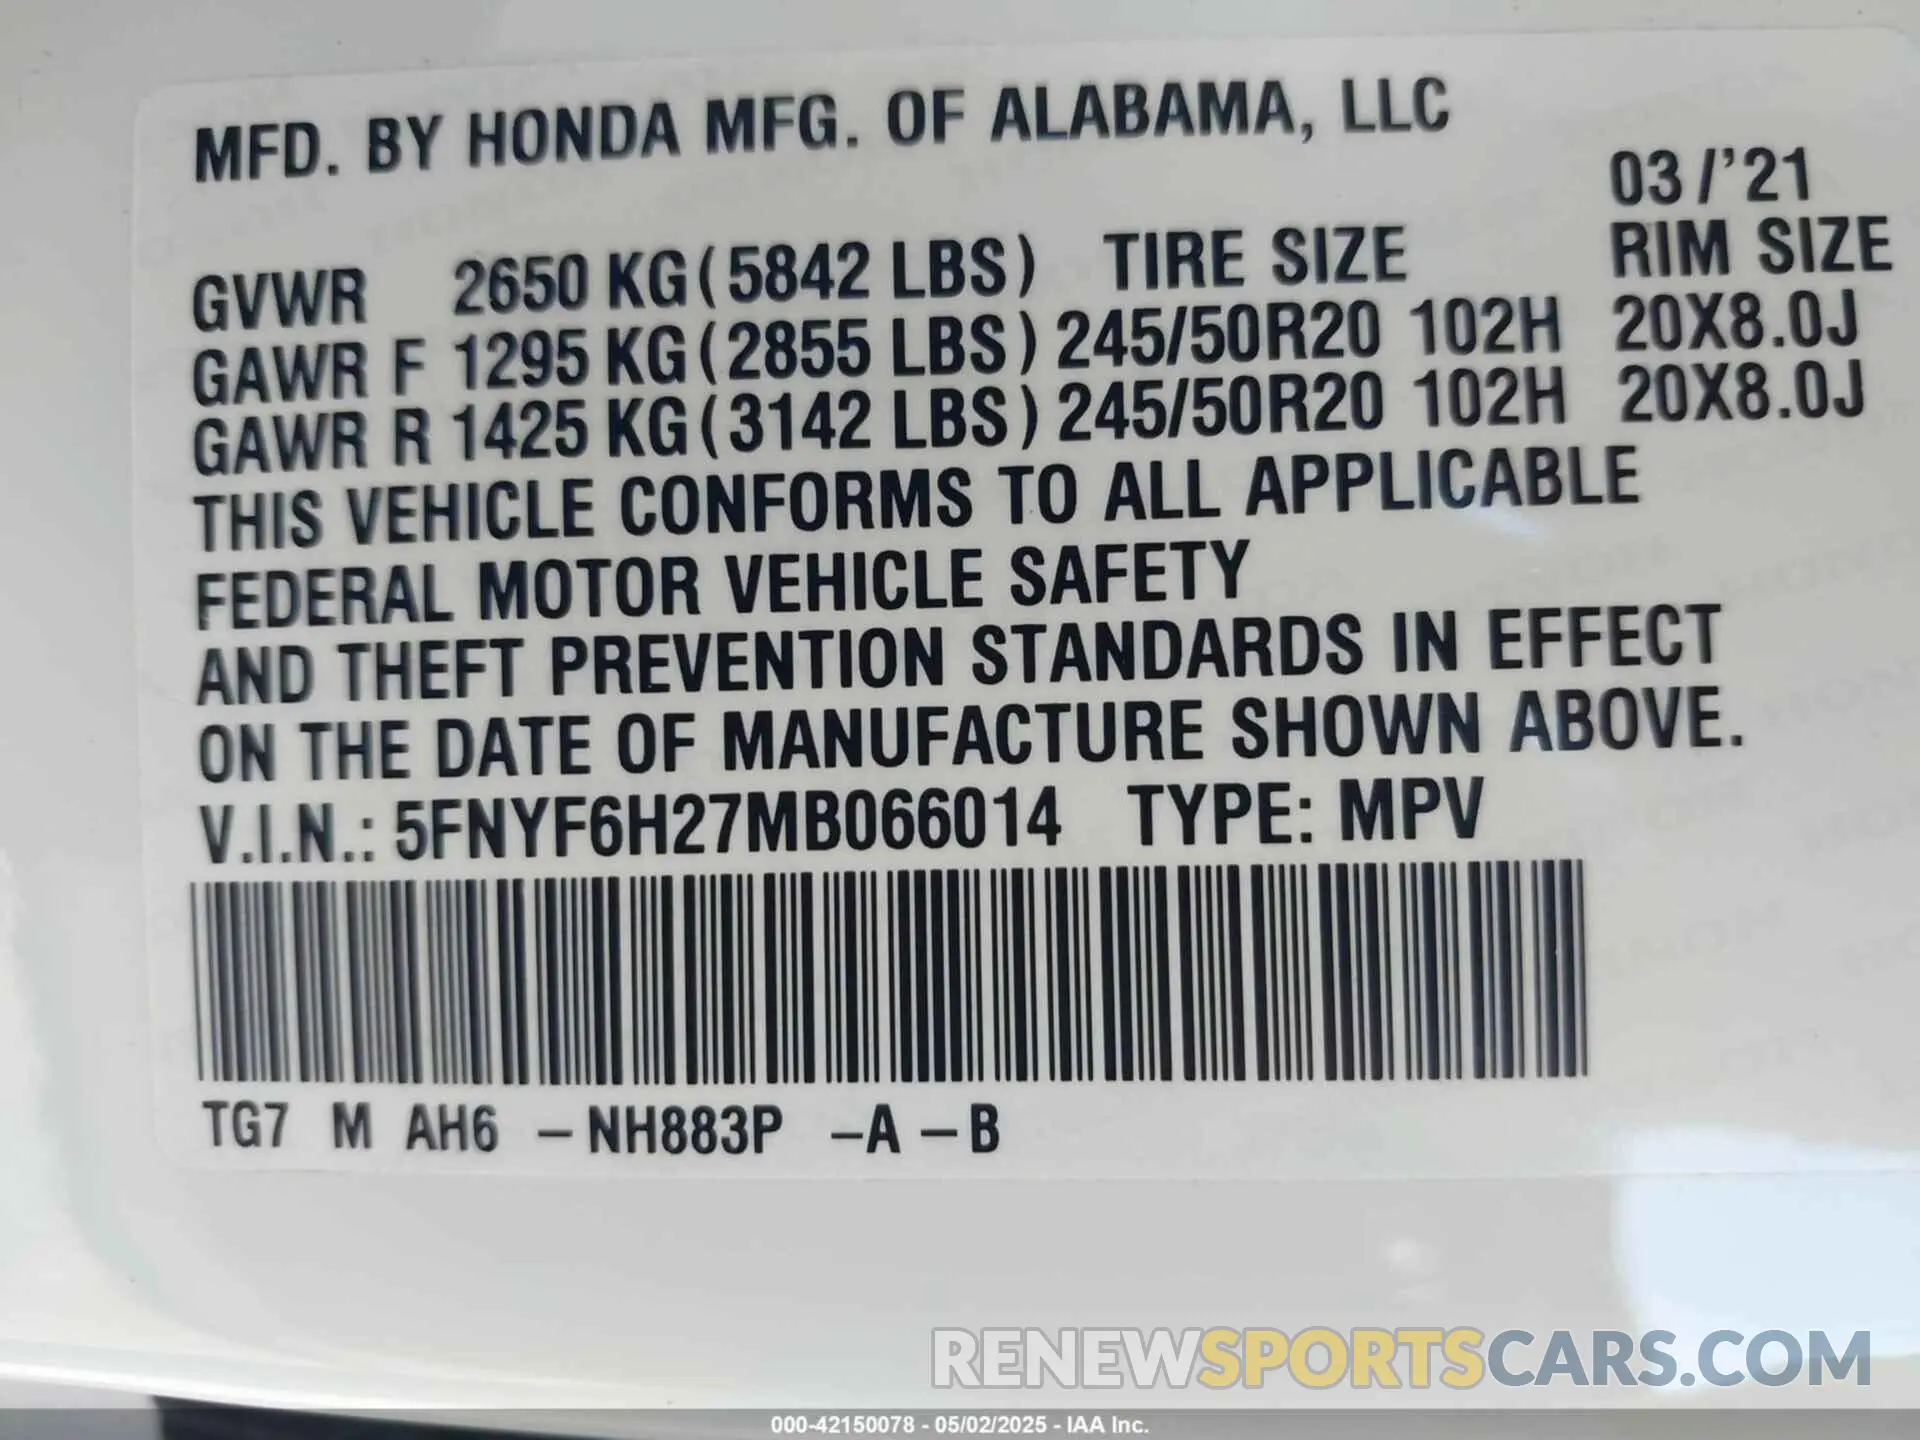 MFD. BY HONDA MFG. OF ALABAMA, LLC
03/'21
GVWR 2650 KG(5842 LBS) TIRE SIZE RIM SIZE
GAWR F 1295 KG(2855 LBS) 245/50R20 102H 20X8.0J
GAWR R 1425 KG(3142 LBS) 245/50R20 102H 20X8.0J
THIS VEHICLE CONFORMS TO ALL APPLICABLE
FEDERAL MOTOR VEHICLE SAFETY
AND THEFT PREVENTION STANDARDS IN EFFECT
ON THE DATE OF MANUFACTURE SHOWN ABOVE.
V.I.N.: 5FNYF6H27MB066014 TYPE: MPV
TG7 M AH6 –NH883P –A –B
RENEWSPORTSCARS.COM
000-42150078 - 05/02/2025 - IAA Inc.